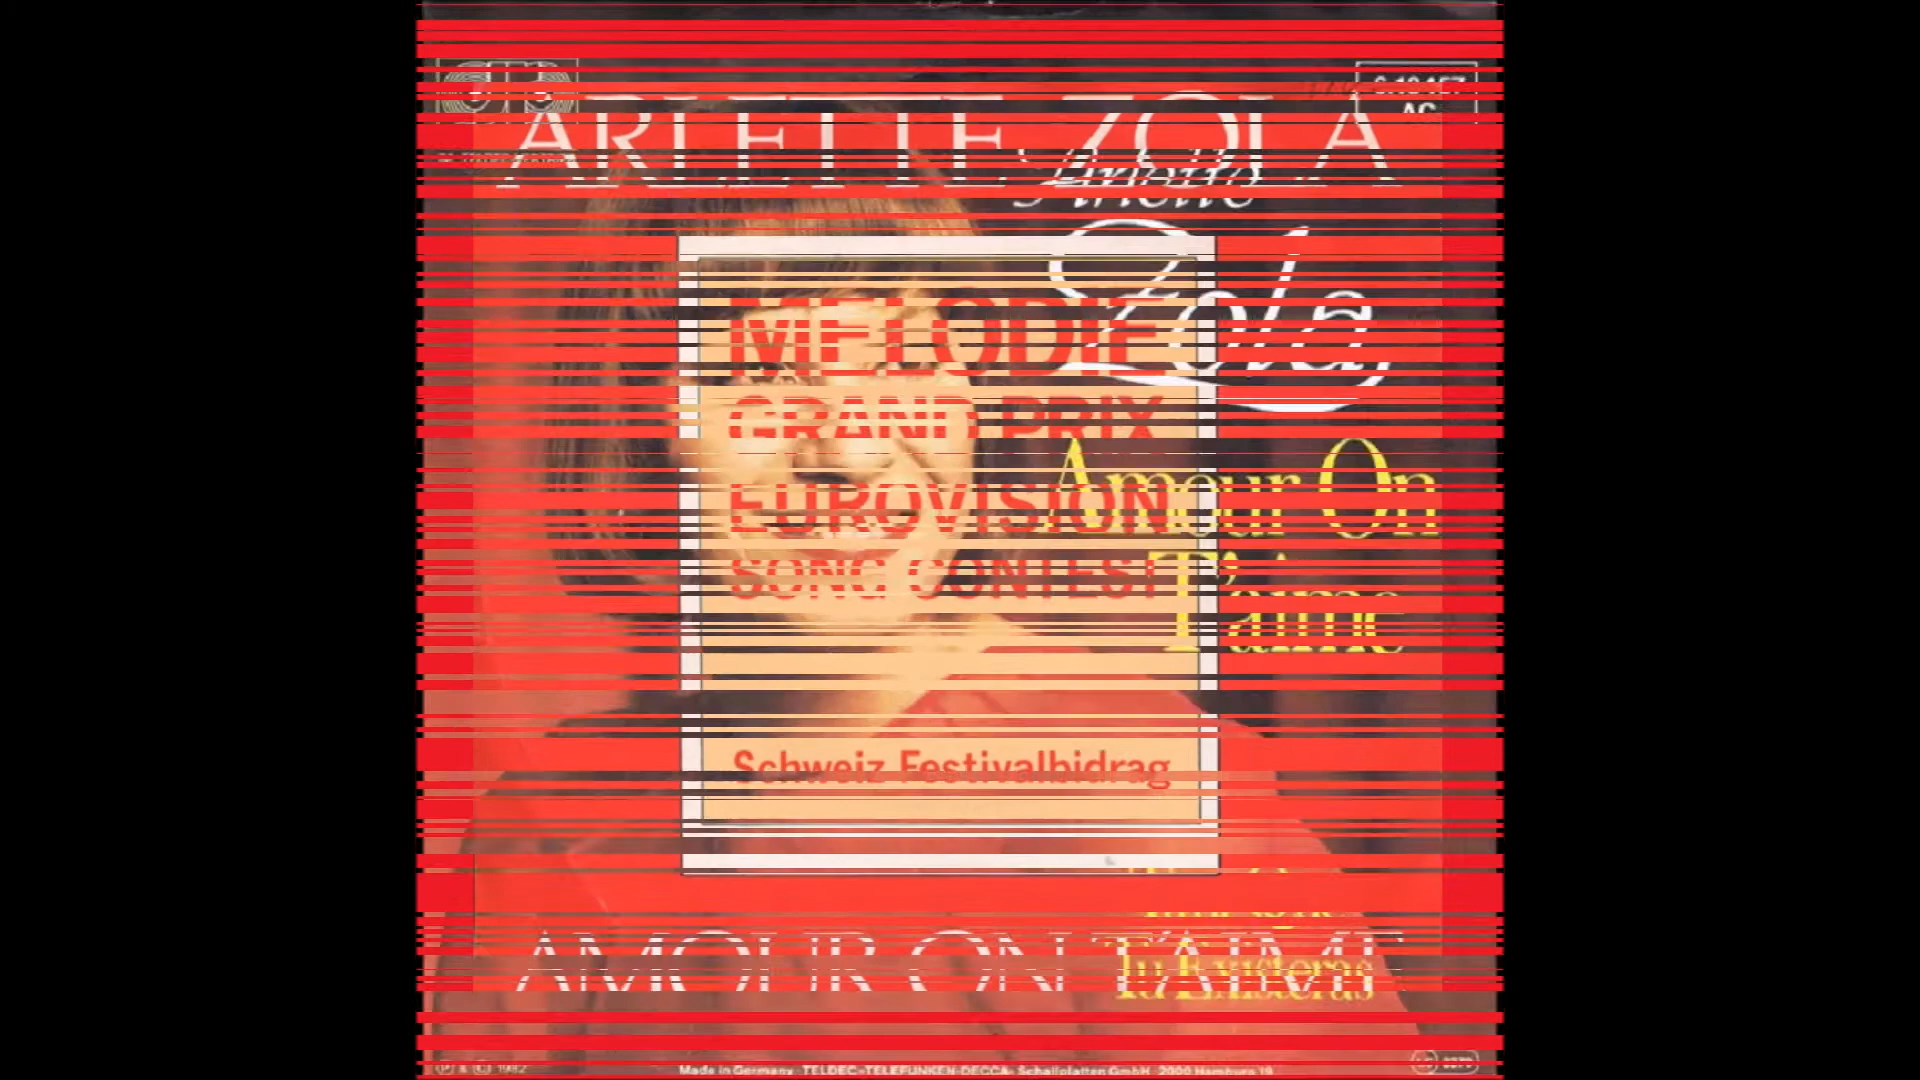 ARLETTE ZOLA
Arlette
Zola
MELODIE
GRAND PRIX
EUROVISION
SONG CONTEST
Amour On
T'aime
Schweiz Festivalbidrag
AMOUR ON T'AIME
Tu Existeras
℗ & © 1982
Made in Germany · TELDEC »TELEFUNKEN-DECCA« Schallplatten GmbH · 2000 Hamburg 19